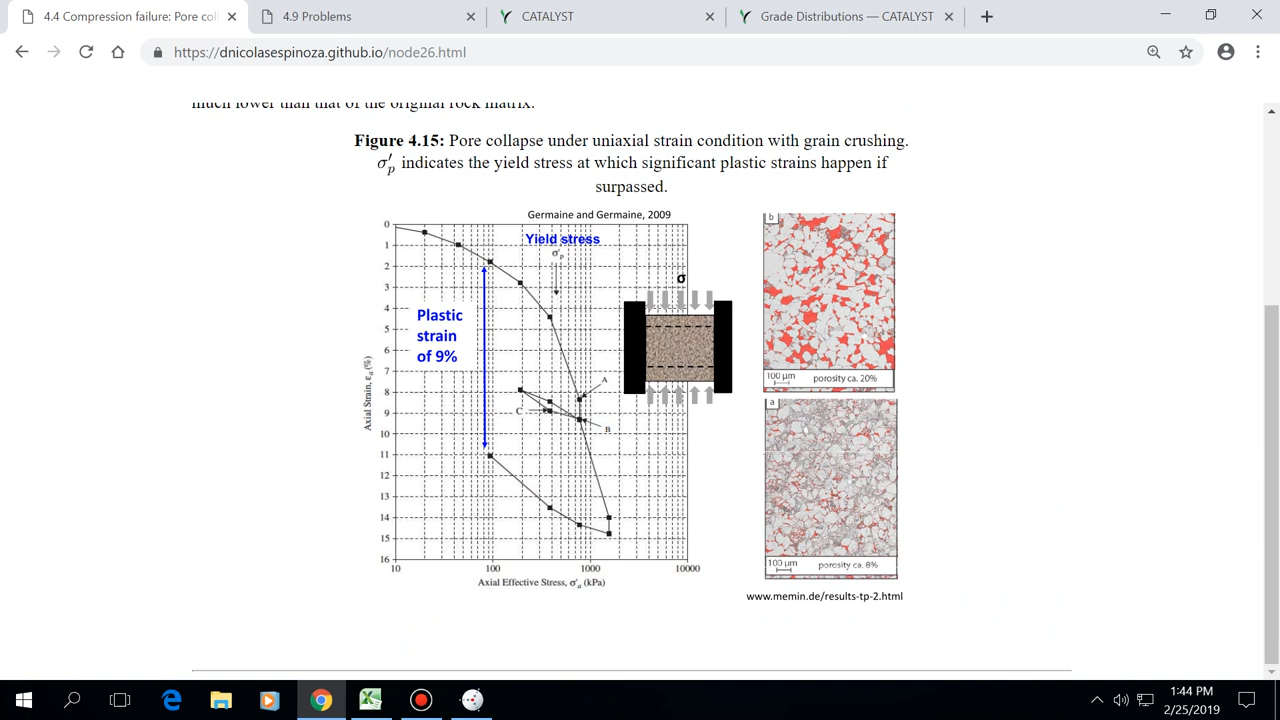 4.4 Compression failure: Pore col
4.9 Problems
CATALYST
Grade Distributions — CATALYST
https://dnicolasespinoza.github.io/node26.html
much lower than that of the original rock matrix.
Figure 4.15: Pore collapse under uniaxial strain condition with grain crushing.
σ′p indicates the yield stress at which significant plastic strains happen if
surpassed.
Germaine and Germaine, 2009
Yield stress
σ′p
Plastic
strain
of 9%
σ
A
B
C
0
1
2
3
4
5
6
7
8
9
10
11
12
13
14
15
16
Axial Strain, εa (%)
10
100
1000
10000
Axial Effective Stress, σ′a (kPa)
b
100 μm
porosity ca. 20%
a
100 μm
porosity ca. 8%
www.memin.de/results-tp-2.html
1:44 PM
2/25/2019